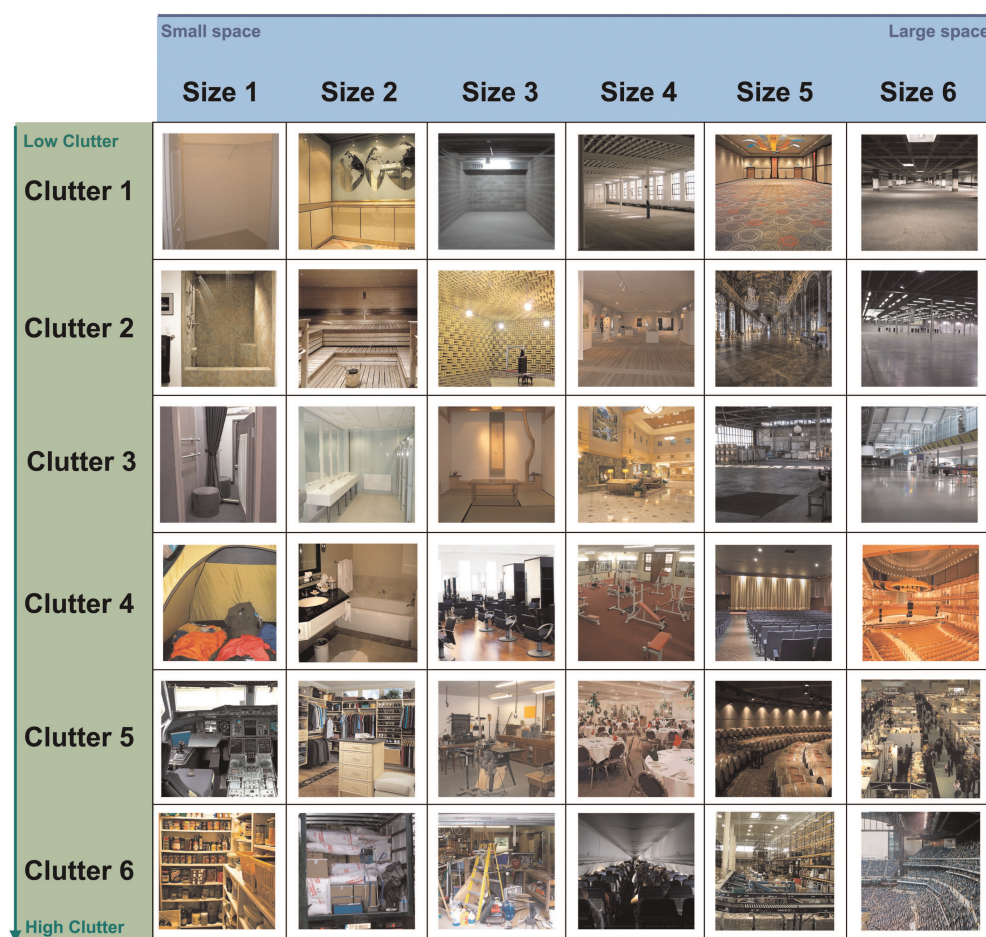 Small space
Large space
Size 1
Size 2
Size 3
Size 4
Size 5
Size 6
Low Clutter
Clutter 1
Clutter 2
Clutter 3
Clutter 4
Clutter 5
Clutter 6
High Clutter